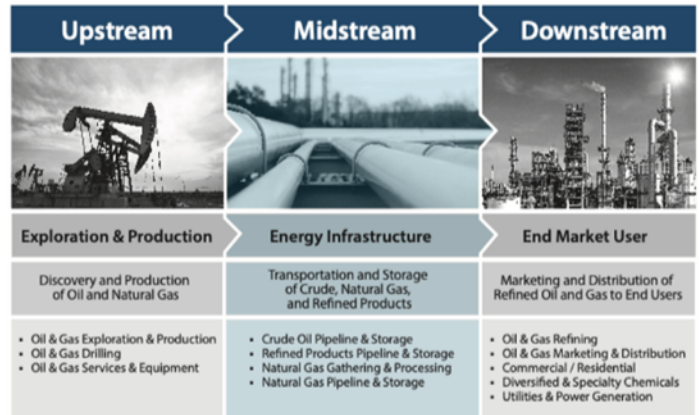 Upstream
Midstream
Downstream
Exploration & Production
Energy Infrastructure
End Market User
Discovery and Production
of Oil and Natural Gas
Transportation and Storage
of Crude, Natural Gas,
and Refined Products
Marketing and Distribution of
Refined Oil and Gas to End Users
▪ Oil & Gas Exploration & Production
▪ Oil & Gas Drilling
▪ Oil & Gas Services & Equipment
▪ Crude Oil Pipeline & Storage
▪ Refined Products Pipeline & Storage
▪ Natural Gas Gathering & Processing
▪ Natural Gas Pipeline & Storage
▪ Oil & Gas Refining
▪ Oil & Gas Marketing & Distribution
▪ Commercial / Residential
▪ Diversified & Specialty Chemicals
▪ Utilities & Power Generation